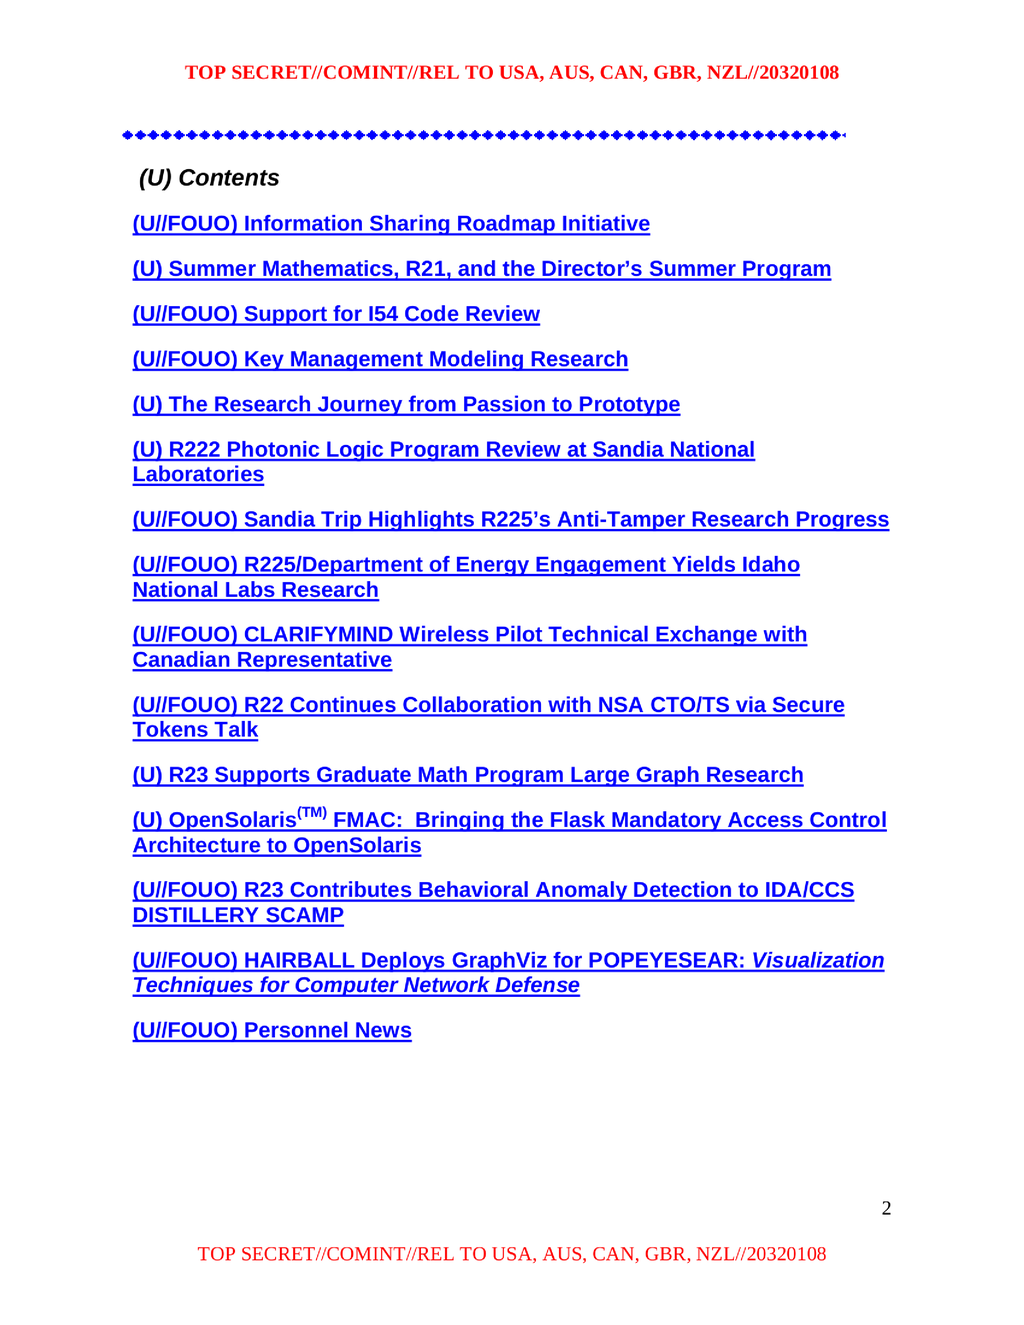 TOP SECRET//COMINT//REL TO USA, AUS, CAN, GBR, NZL//20320108
(U) Contents
(U//FOUO) Information Sharing Roadmap Initiative
(U) Summer Mathematics, R21, and the Director’s Summer Program
(U//FOUO) Support for I54 Code Review
(U//FOUO) Key Management Modeling Research
(U) The Research Journey from Passion to Prototype
(U) R222 Photonic Logic Program Review at Sandia National
Laboratories
(U//FOUO) Sandia Trip Highlights R225’s Anti-Tamper Research Progress
(U//FOUO) R225/Department of Energy Engagement Yields Idaho
National Labs Research
(U//FOUO) CLARIFYMIND Wireless Pilot Technical Exchange with
Canadian Representative
(U//FOUO) R22 Continues Collaboration with NSA CTO/TS via Secure
Tokens Talk
(U) R23 Supports Graduate Math Program Large Graph Research
(U) OpenSolaris(TM) FMAC:  Bringing the Flask Mandatory Access Control
Architecture to OpenSolaris
(U//FOUO) R23 Contributes Behavioral Anomaly Detection to IDA/CCS
DISTILLERY SCAMP
(U//FOUO) HAIRBALL Deploys GraphViz for POPEYESEAR: Visualization
Techniques for Computer Network Defense
(U//FOUO) Personnel News
2
TOP SECRET//COMINT//REL TO USA, AUS, CAN, GBR, NZL//20320108